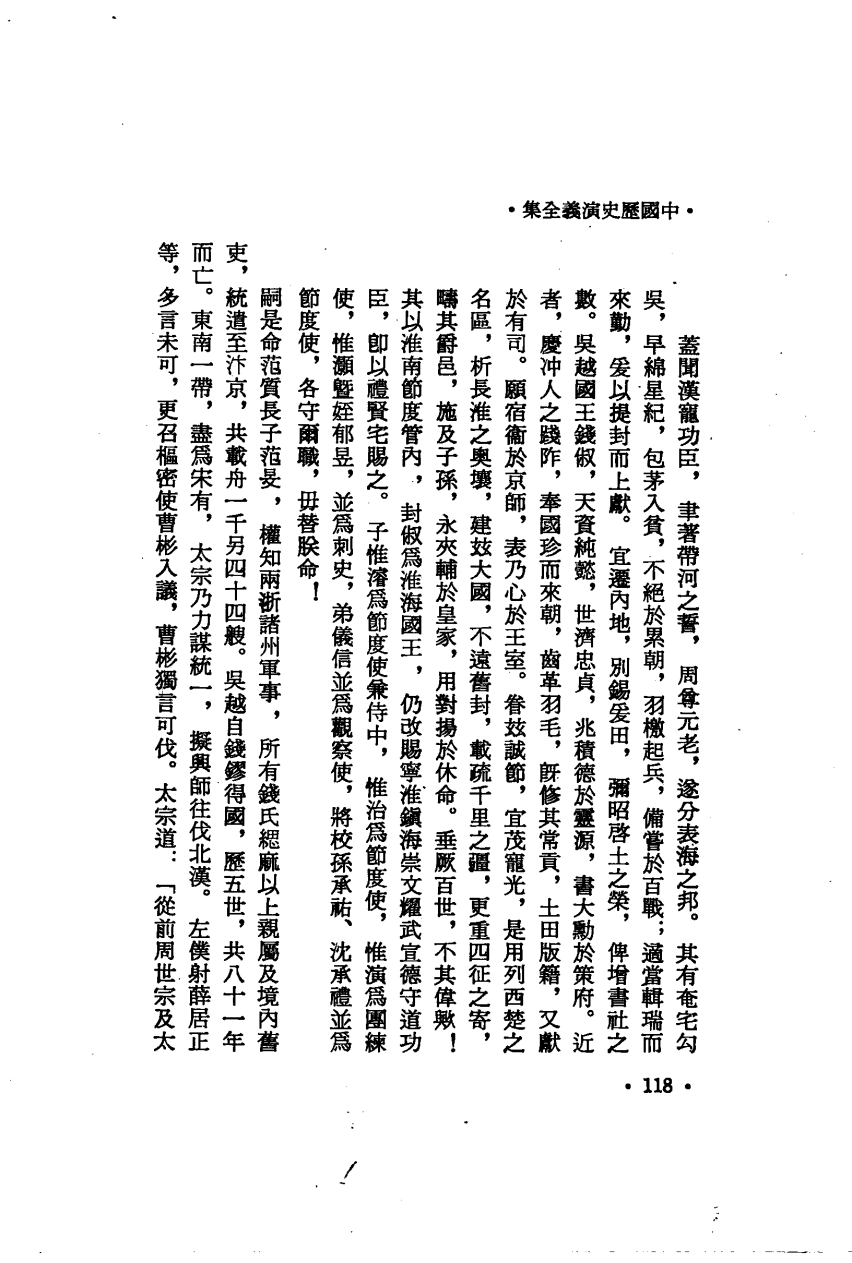 •中國歷史演義全集•
蓋聞漢寵功臣，聿著帶河之誓，周尊元老，遂分表海之邦。其有奄宅勾
吳，早綿星紀，包茅入貢，不絕於累朝，羽檄起兵，備嘗於百戰；適當輯瑞而
來勤，爰以提封而上獻。宜遷內地，別錫爰田，彌昭啓土之榮，俾增書社之
數。吳越國王錢俶，天資純懿，世濟忠貞，兆積德於靈源，書大勳於策府。近
者，慶冲人之踐阼，奉國珍而來朝，齒革羽毛，旣修其常貢，土田版籍，又獻
於有司。願宿衞於京師，表乃心於王室。眷玆誠節，宜茂寵光，是用列西楚之
名區，析長淮之奧壤，建玆大國，不遠舊封，載疏千里之疆，更重四征之寄，
疇其爵邑，施及子孫，永夾輔於皇家，用對揚於休命。垂厥百世，不其偉歟！
其以淮南節度管內，封俶爲淮海國王，仍改賜寧淮鎭海崇文耀武宣德守道功
臣，卽以禮賢宅賜之。子惟濬爲節度使兼侍中，惟治爲節度使，惟演爲團練
使，惟灝曁姪郁昱，並爲刺史，弟儀信並爲觀察使，將校孫承祐、沈承禮並爲
節度使，各守爾職，毋替朕命！
嗣是命范質長子范旻，權知兩浙諸州軍事，所有錢氏緦麻以上親屬及境內舊
吏，統遣至汴京，共載舟一千另四十四艘。吳越自錢鏐得國，歷五世，共八十一年
而亡。東南一帶，盡爲宋有，太宗乃力謀統一，擬興師往伐北漢。左僕射薛居正
等，多言未可，更召樞密使曹彬入議，曹彬獨言可伐。太宗道：「從前周世宗及太
•118•